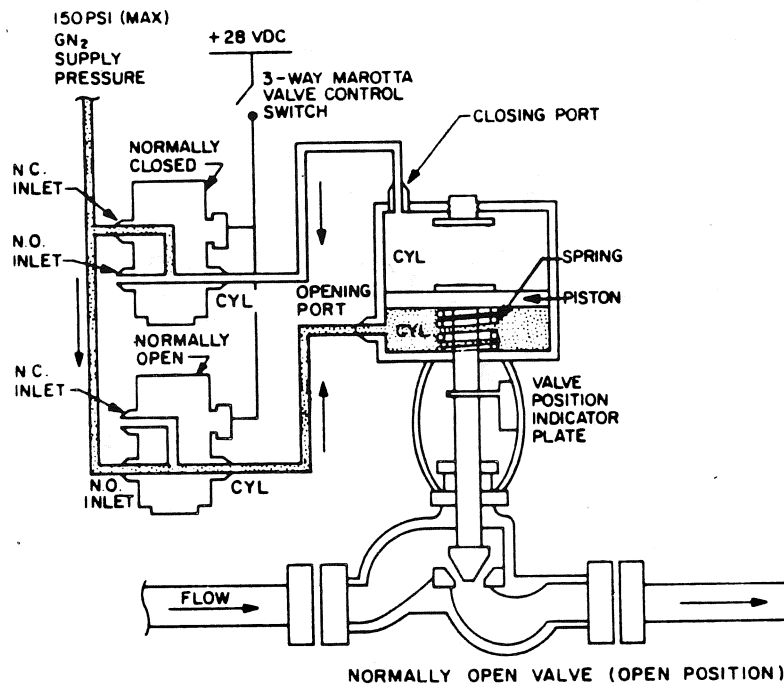 150PSI (MAX)
GN₂
SUPPLY
PRESSURE
+28 VDC
3-WAY MAROTTA
VALVE CONTROL
SWITCH
CLOSING PORT
NORMALLY
CLOSED
N.C.
INLET
N.O.
INLET
CYL
CYL
SPRING
OPENING
PORT
PISTON
CYL
NORMALLY
OPEN
N.C.
INLET
VALVE
POSITION
INDICATOR
PLATE
N.O.
INLET
CYL
FLOW
NORMALLY OPEN VALVE (OPEN POSITION)